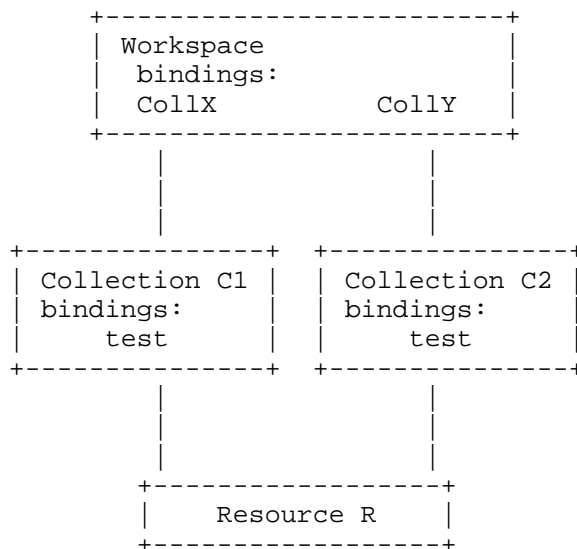 Workspace
bindings:
CollX CollY
Collection C1 Collection C2
bindings: bindings:
test test
Resource R